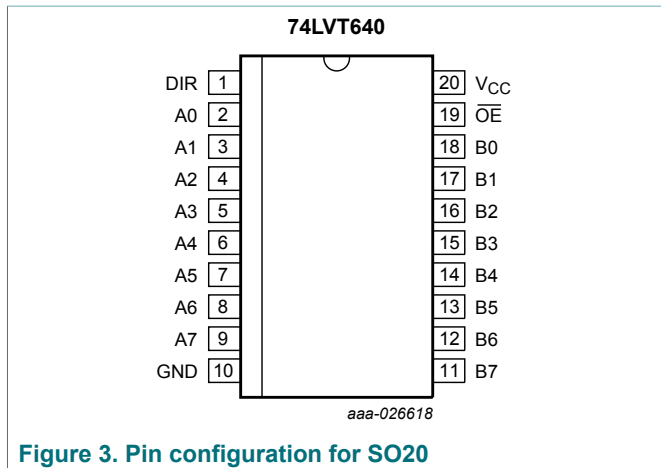 74LVT640
DIR 1 20 VCC
A0 2 19 O̅E̅
A1 3 18 B0
A2 4 17 B1
A3 5 16 B2
A4 6 15 B3
A5 7 14 B4
A6 8 13 B5
A7 9 12 B6
GND 10 11 B7
aaa-026618
Figure 3. Pin configuration for SO20